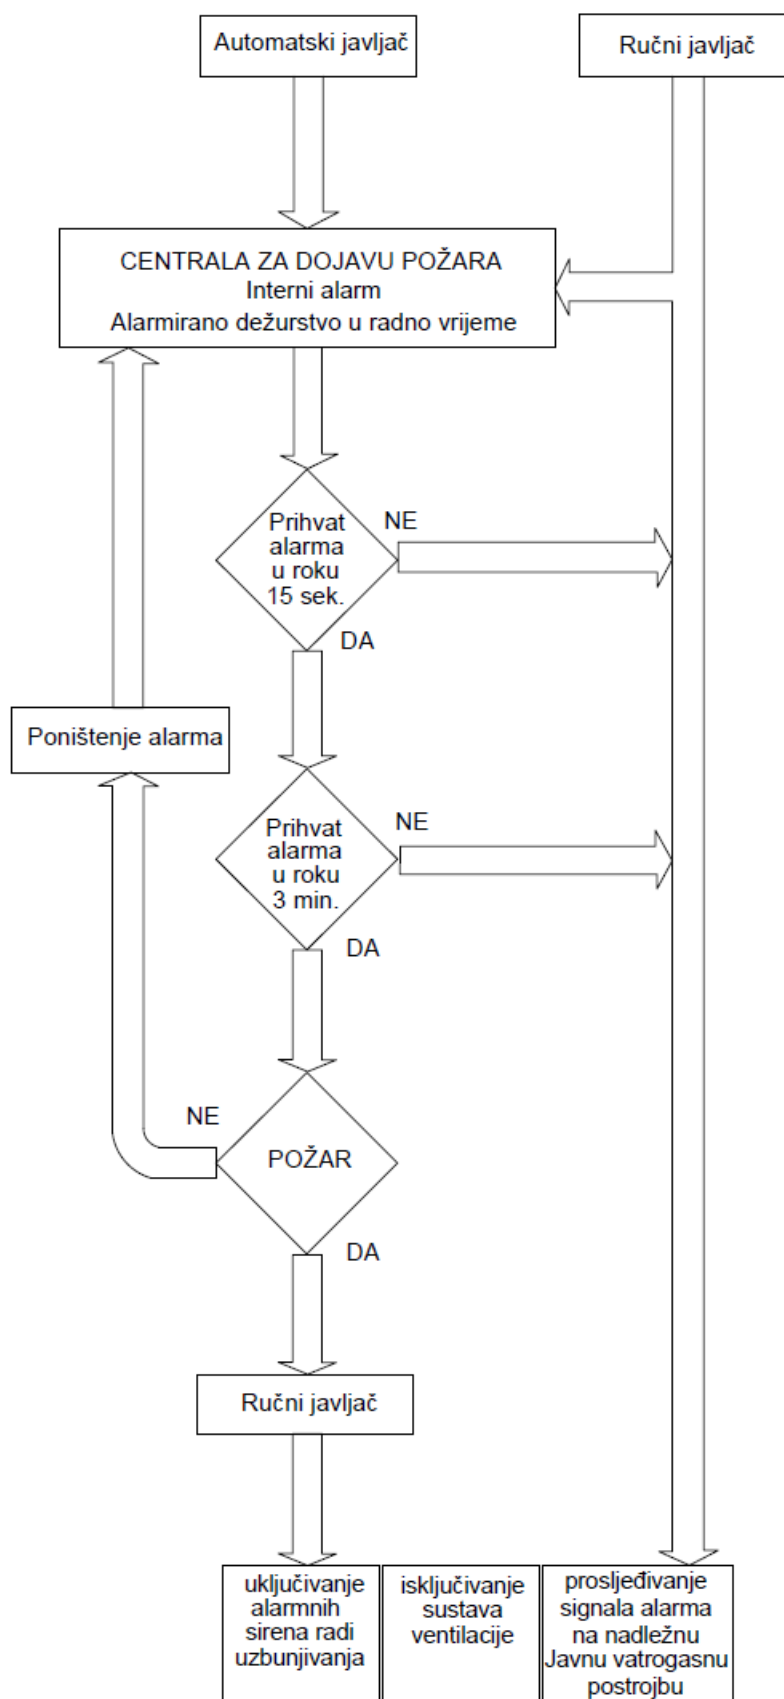 Automatski javljač
Ručni javljač
CENTRALA ZA DOJAVU POŽARA
Interni alarm
Alarmirano dežurstvo u radno vrijeme
Prihvat
alarma
u roku
15 sek.
NE
DA
Poništenje alarma
Prihvat
alarma
u roku
3 min.
NE
DA
POŽAR
NE
DA
Ručni javljač
uključivanje
alarmnih
sirena radi
uzbunjivanja
isključivanje
sustava
ventilacije
prosljeđivanje
signala alarma
na nadležnu
Javnu vatrogasnu
postrojbu